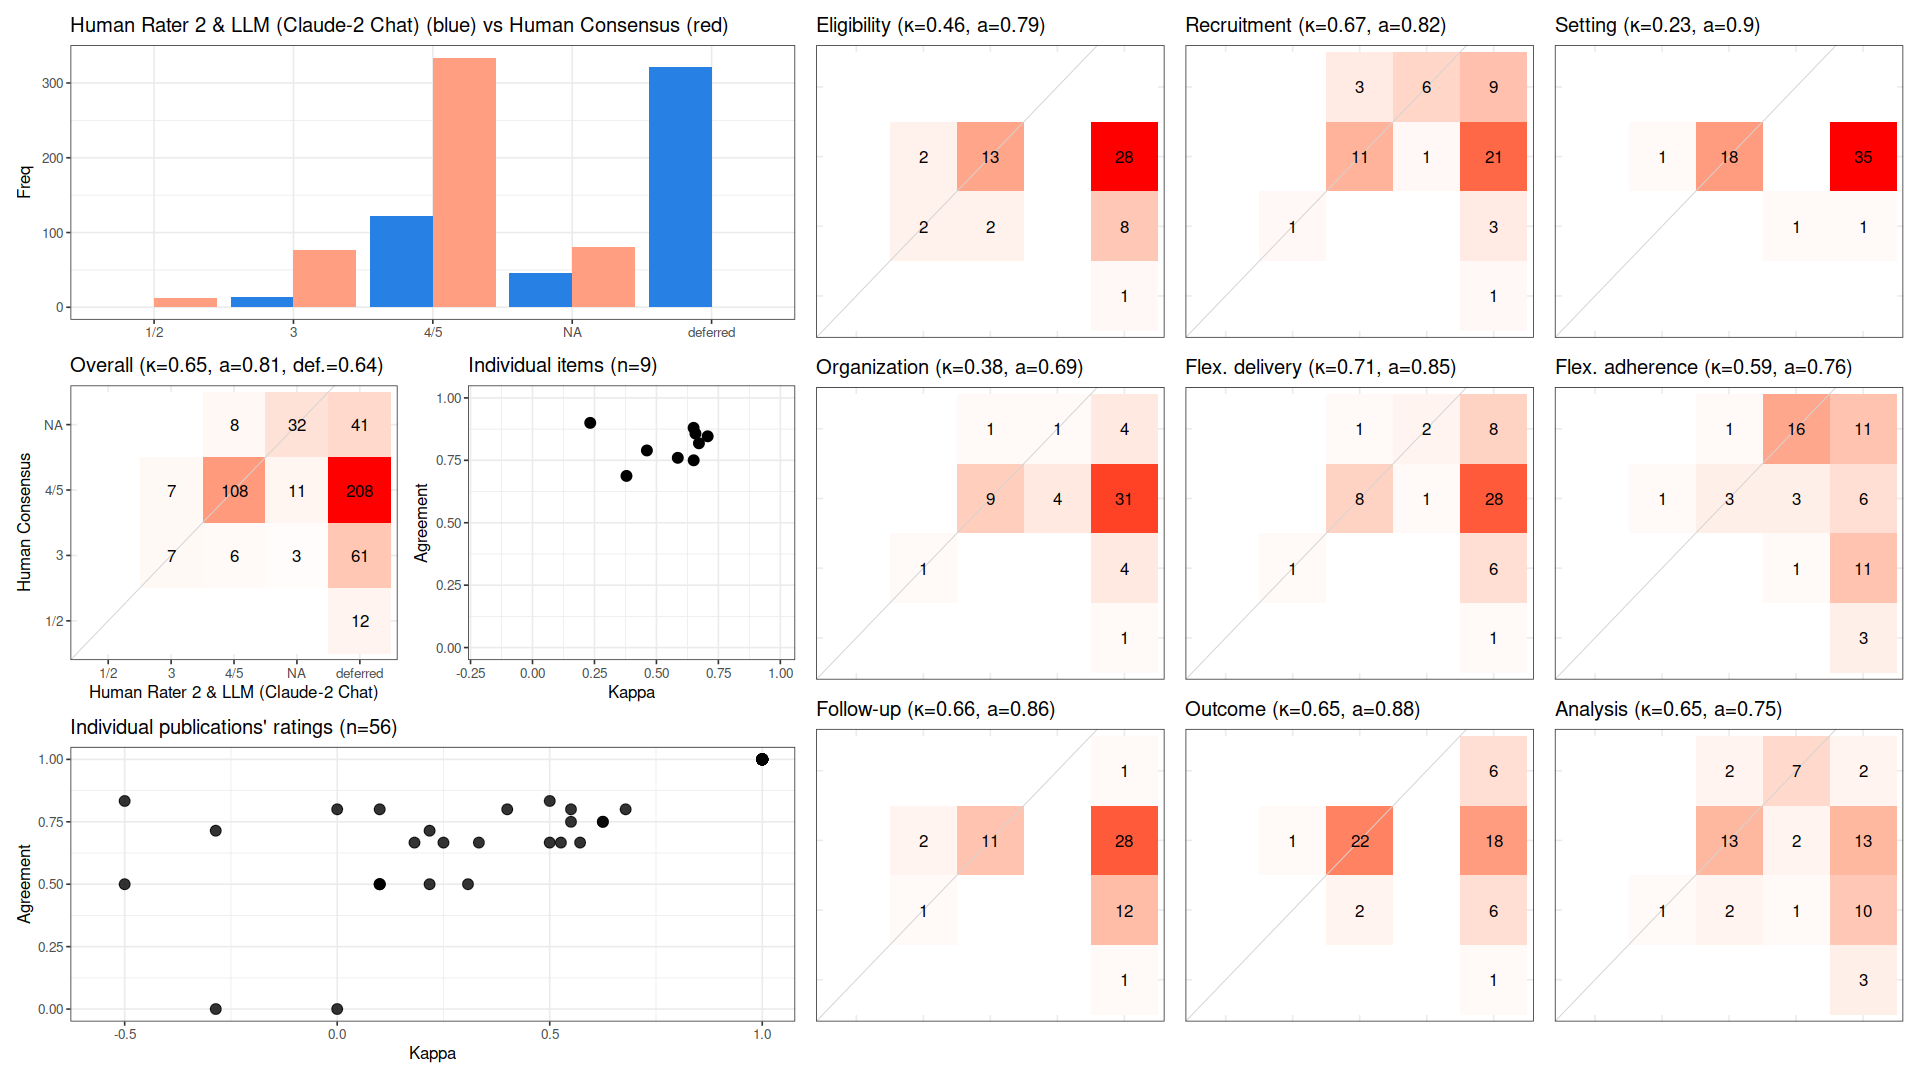 Human Rater 2 & LLM (Claude-2 Chat) (blue) vs Human Consensus (red)
Freq
300
200
100
0
1/2 3 4/5 NA deferred
Overall (κ=0.65, a=0.81, def.=0.64)
Human Consensus
NA 8 32 41
4/5 7 108 11 208
3 7 6 3 61
1/2 12
1/2 3 4/5 NA deferred
Human Rater 2 & LLM (Claude-2 Chat)
Individual items (n=9)
Agreement
1.00
0.75
0.50
0.25
0.00
-0.25 0.00 0.25 0.50 0.75 1.00
Kappa
Individual publications' ratings (n=56)
Agreement
1.00
0.75
0.50
0.25
0.00
-0.5 0.0 0.5 1.0
Kappa
Eligibility (κ=0.46, a=0.79)
2 13 28
2 2 8
1
Recruitment (κ=0.67, a=0.82)
3 6 9
11 1 21
1 3
1
Setting (κ=0.23, a=0.9)
1 18 35
1 1
Organization (κ=0.38, a=0.69)
1 1 4
9 4 31
1 4
1
Flex. delivery (κ=0.71, a=0.85)
1 2 8
8 1 28
1 6
1
Flex. adherence (κ=0.59, a=0.76)
1 16 11
1 3 3 6
1 11
3
Follow-up (κ=0.66, a=0.86)
1
2 11 28
1 12
1
Outcome (κ=0.65, a=0.88)
6
1 22 18
2 6
1
Analysis (κ=0.65, a=0.75)
2 7 2
13 2 13
1 2 1 10
3